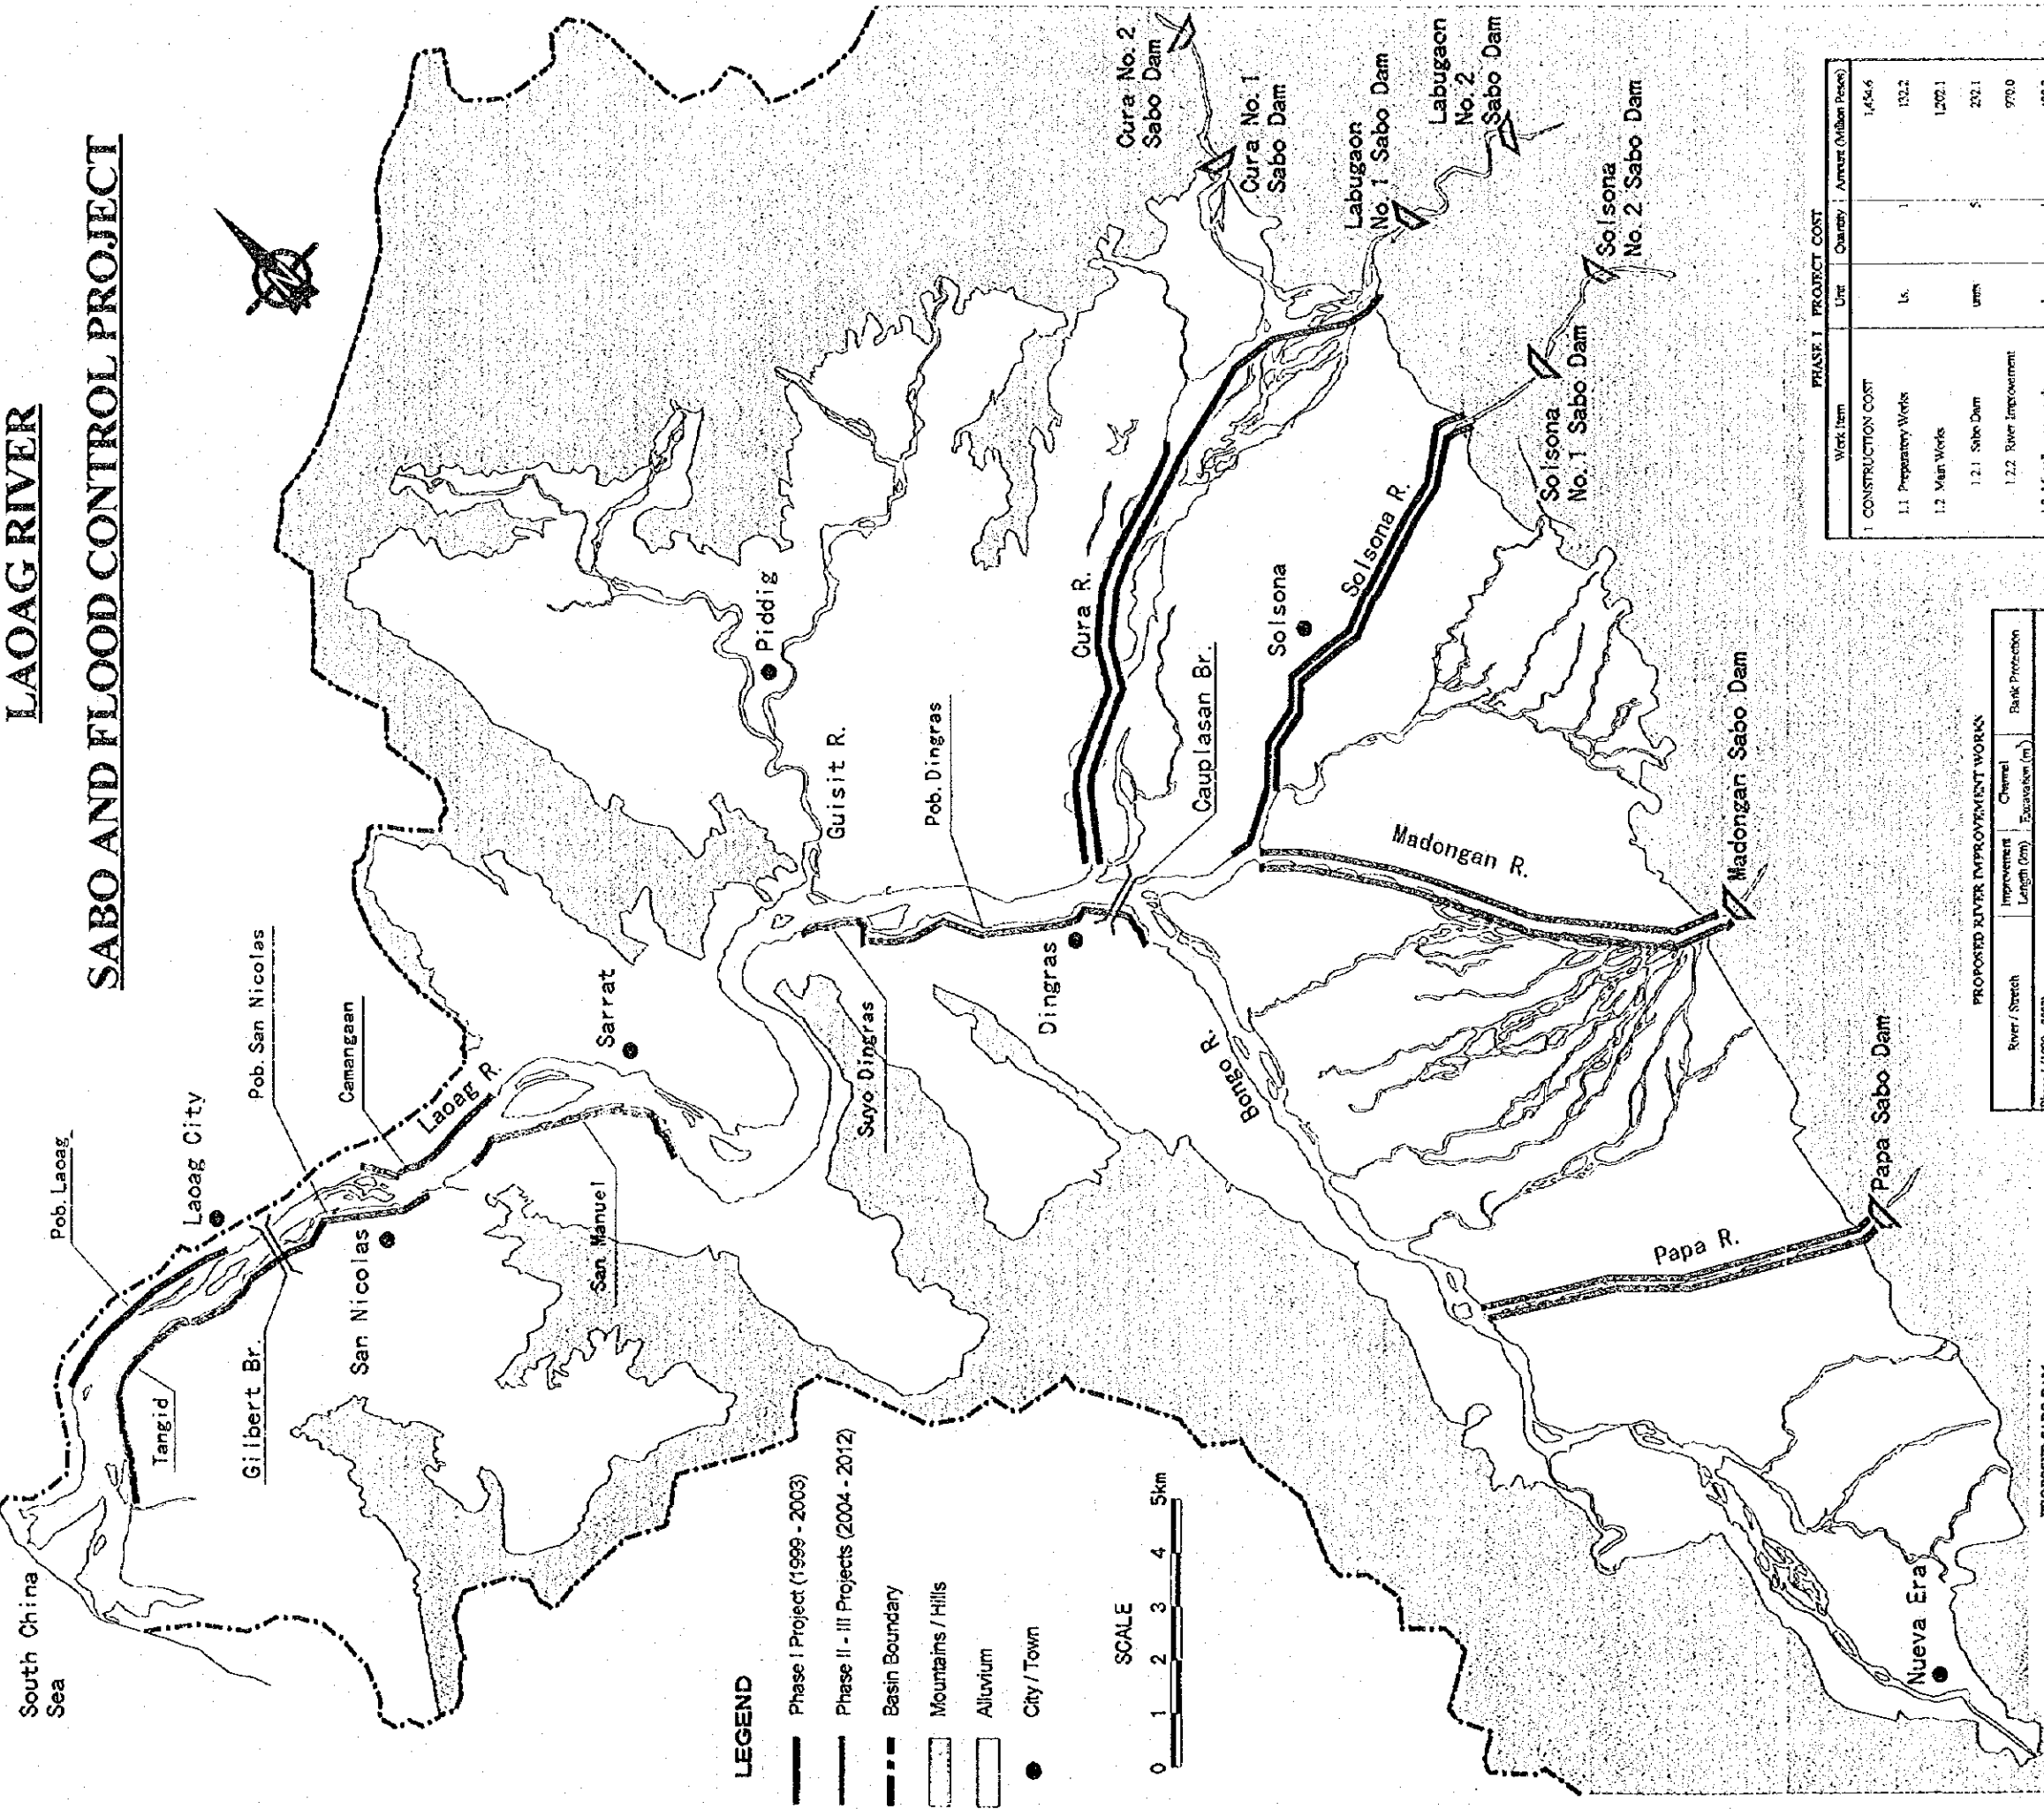 LAOAG RIVER
SABO AND FLOOD CONTROL PROJECT
South China
Sea
Pob. Laoag
Laoag City
Pob. San Nicolas
Camangaan
Laoag R.
Tangid
Gilbert Br.
San Nicolas
San Manuel
Sarrat
Suyo Dingras
Guisit R.
Piddig
Pob. Dingras
Dingras
Cura R.
Cauplasan Br.
Solsona
Solsona R.
Madongan R.
Bongo R.
Papa R.
Nueva Era
Cura No. 2
Sabo Dam
Cura No. 1
Sabo Dam
Labugaon
No. 1 Sabo Dam
Labugaon
No. 2
Sabo Dam
Solsona
No. 2 Sabo Dam
Solsona
No. 1 Sabo Dam
Madongan Sabo Dam
Papa Sabo Dam
LEGEND
Phase I Project (1999 - 2003)
Phase II - III Projects (2004 - 2012)
Basin Boundary
Mountains / Hills
Alluvium
City / Town
SCALE
0 1 2 3 4 5km
PHASE I PROJECT COST
Work Item Unit Quantity Amount (Million Pesos)
1 CONSTRUCTION COST 1,454.6
1.1 Preparatory Works l.s. 1 132.2
1.2 Main Works 1,202.1
1.2.1 Sabo Dam units 5 232.1
1.2.2 River Improvement 970.0
PROPOSED RIVER IMPROVEMENT WORKS
River / Stretch Improvement Length (km) Channel Excavation (m) Bank Protection